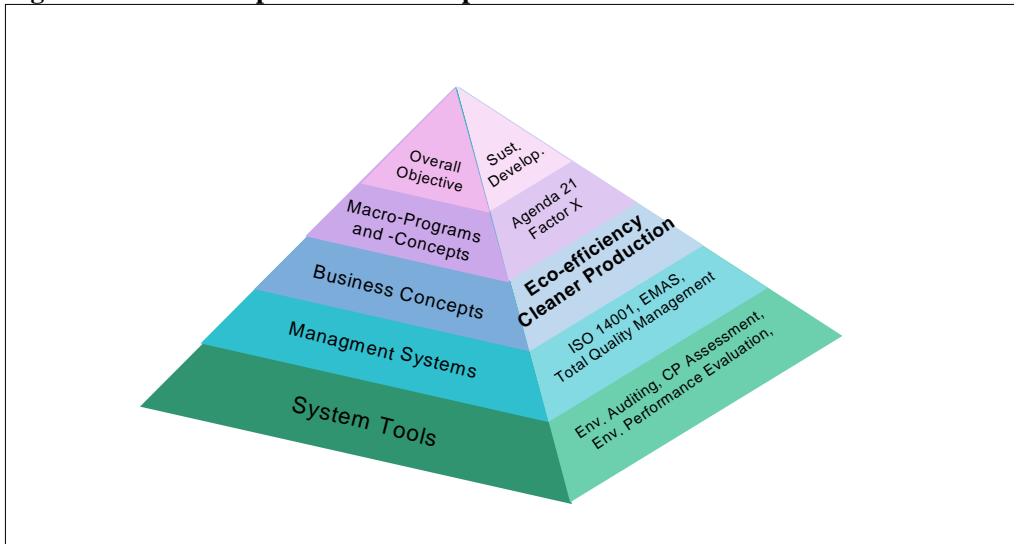 Overall
Objective
Sust.
Develop.
Macro-Programs
and -Concepts
Agenda 21
Factor X
Business Concepts
Eco-efficiency
Cleaner Production
Managment Systems
ISO 14001, EMAS,
Total Quality Management
System Tools
Env. Auditing, CP Assessment,
Env. Performance Evaluation,